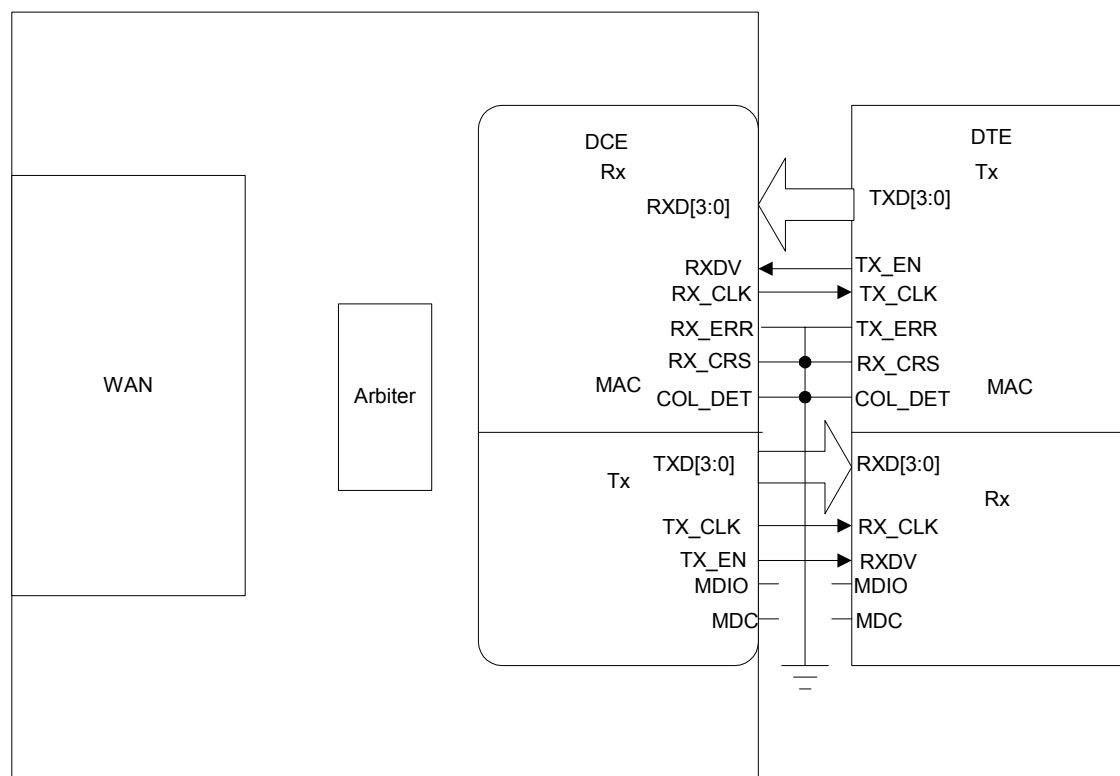 DCE
Rx
RXD[3:0]
RXDV
RX_CLK
RX_ERR
RX_CRS
MAC
COL_DET
TXD[3:0]
Tx
TX_CLK
TX_EN
MDIO
MDC
DTE
Tx
TXD[3:0]
TX_EN
TX_CLK
TX_ERR
RX_CRS
MAC
COL_DET
RXD[3:0]
Rx
RX_CLK
RXDV
MDIO
MDC
WAN
Arbiter